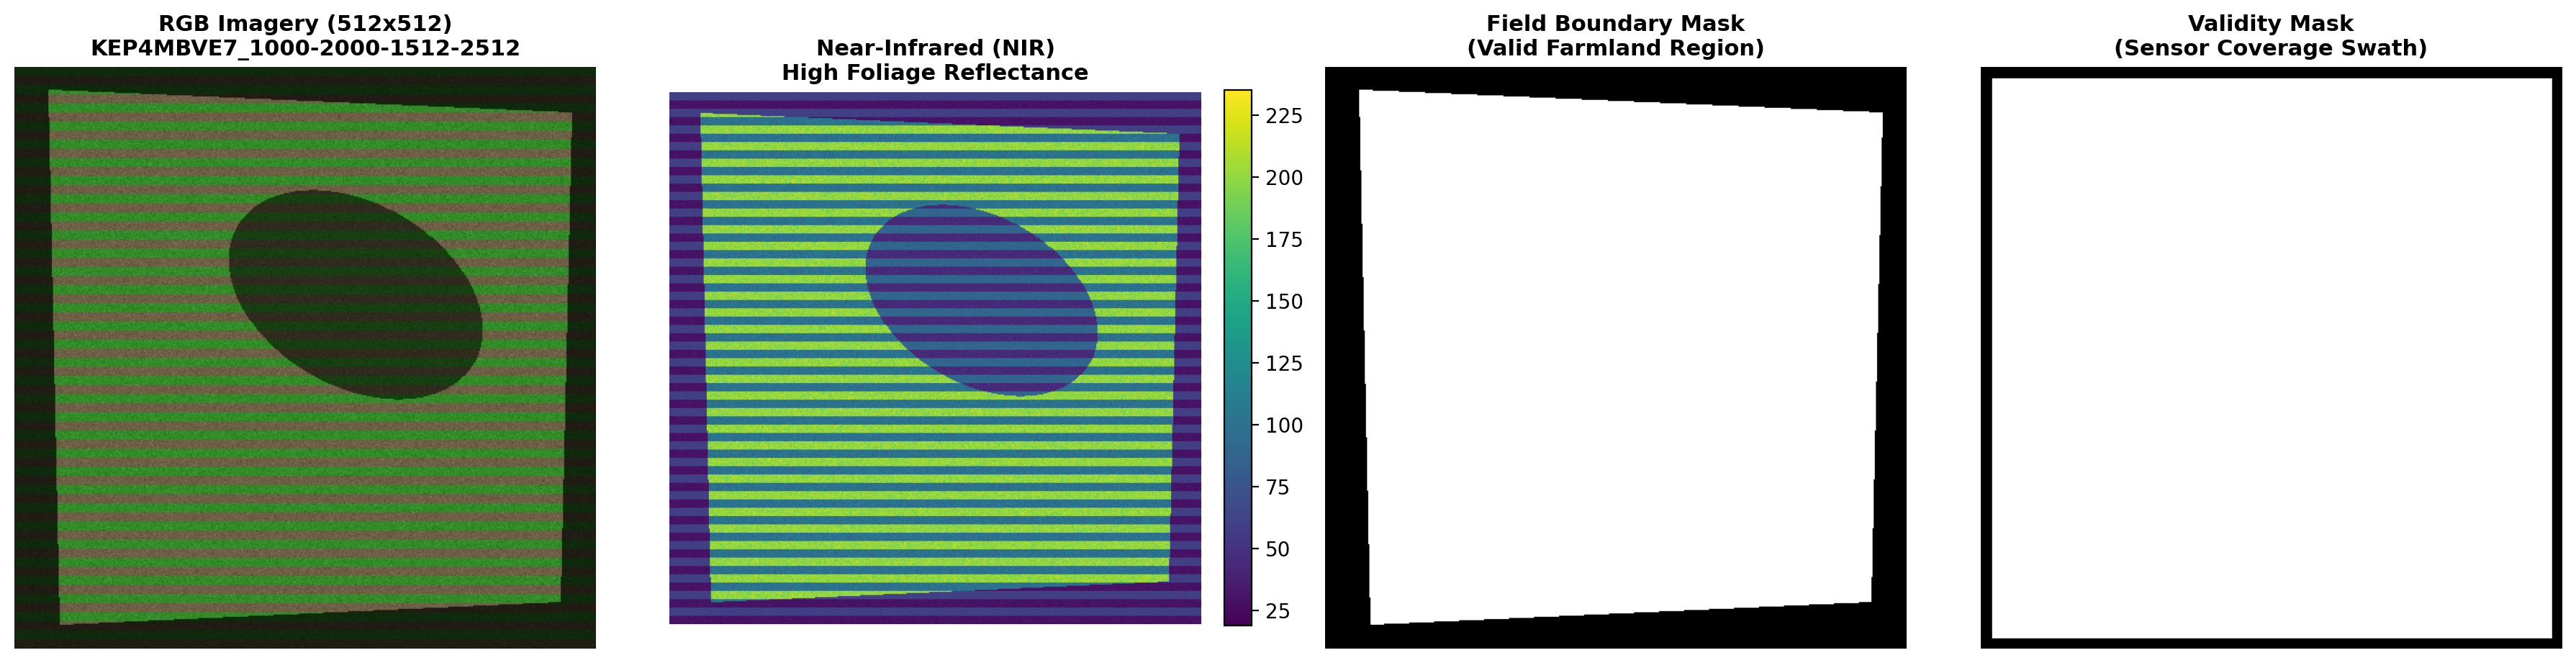 RGB Imagery (512x512)
KEP4MBVE7_1000-2000-1512-2512
Near-Infrared (NIR)
High Foliage Reflectance
225
200
175
150
125
100
75
50
25
Field Boundary Mask
(Valid Farmland Region)
Validity Mask
(Sensor Coverage Swath)